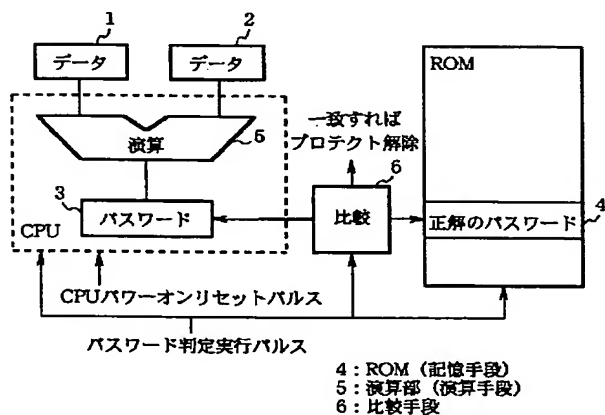 1
2
データ
データ
ROM
演算
5
一致すれば
プロテクト解除
6
3
パスワード
比較
正解のパスワード
4
CPU
CPUパワーオンリセットパルス
パスワード判定実行パルス
4：ROM（記憶手段）
5：演算部（演算手段）
6：比較手段